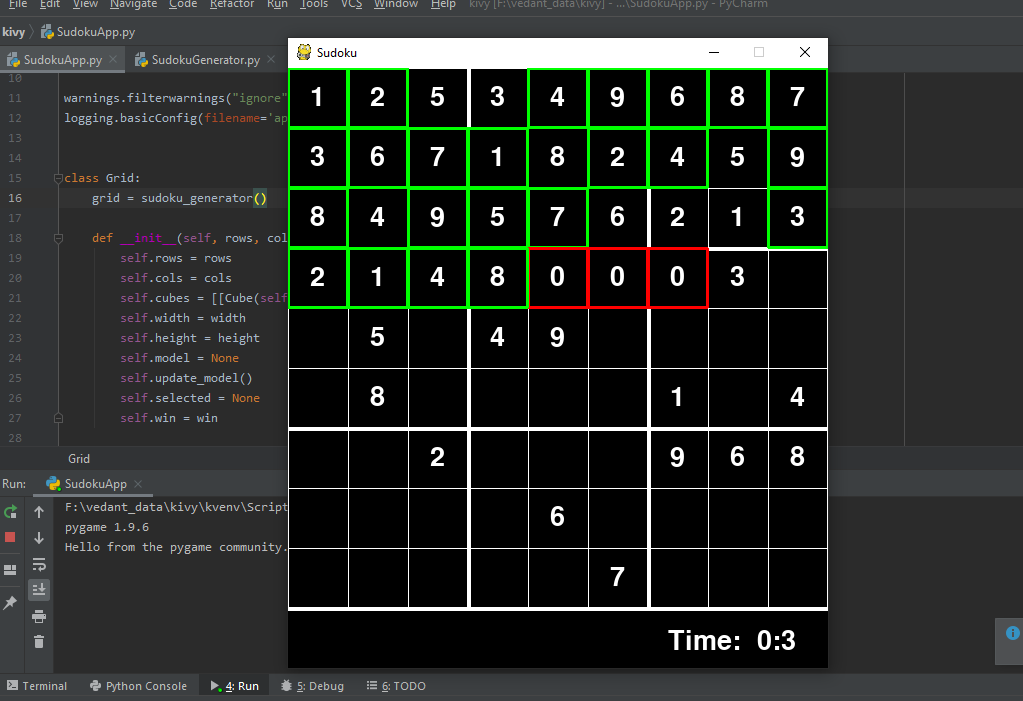 File Edit View Navigate Code Refactor Run Tools VCS Window Help kivy [F:\vedant_data\kivy] - ...\SudokuApp.py - PyCharm
kivy SudokuApp.py
SudokuApp.py SudokuGenerator.py
Sudoku
10
11 warnings.filterwarnings("ignore"
12 logging.basicConfig(filename='ap
13
14
15 class Grid:
16 grid = sudoku_generator()
17
18 def __init__(self, rows, col
19 self.rows = rows
20 self.cols = cols
21 self.cubes = [[Cube(self
22 self.width = width
23 self.height = height
24 self.model = None
25 self.update_model()
26 self.selected = None
27 self.win = win
28
Grid
1 2 5 3 4 9 6 8 7
3 6 7 1 8 2 4 5 9
8 4 9 5 7 6 2 1 3
2 1 4 8 0 0 0 3
5 4 9
8 1 4
2 9 6 8
6
7
Time: 0:3
Run: SudokuApp
F:\vedant_data\kivy\kvenv\Script
pygame 1.9.6
Hello from the pygame community.
Terminal Python Console 4: Run 5: Debug 6: TODO